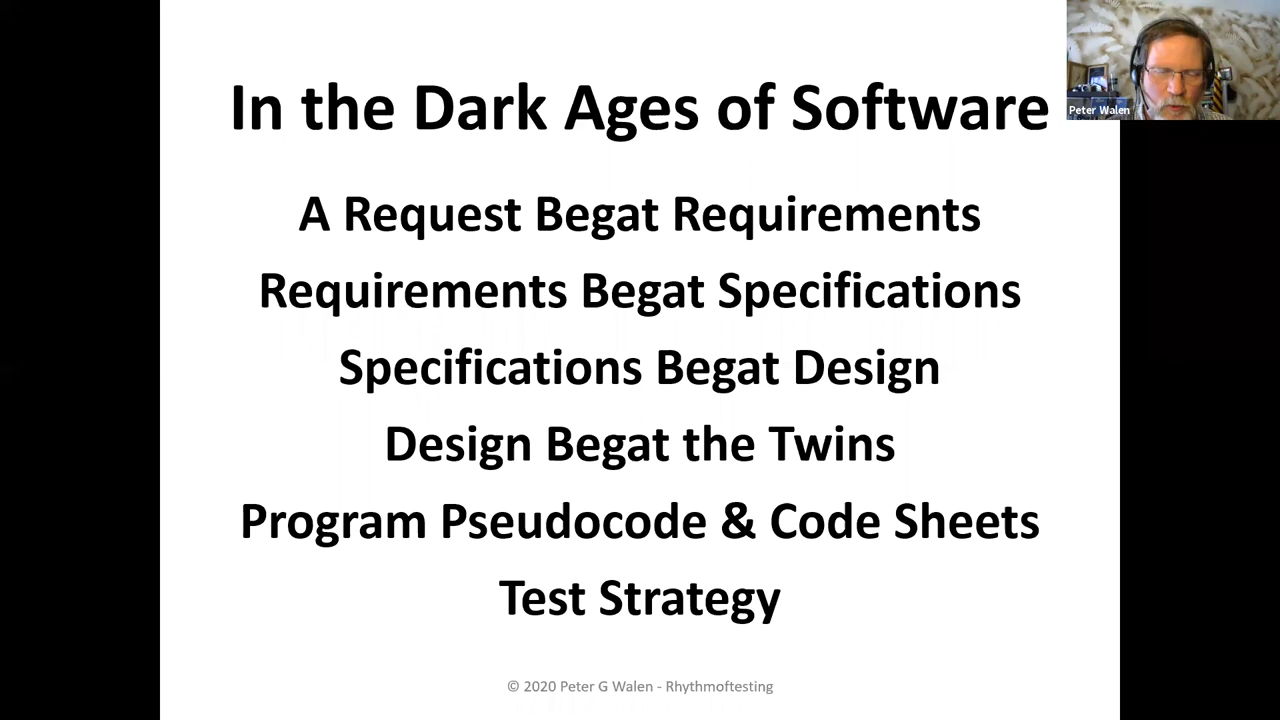 In the Dark Ages of Software
Peter Walen
A Request Begat Requirements
Requirements Begat Specifications
Specifications Begat Design
Design Begat the Twins
Program Pseudocode & Code Sheets
Test Strategy
© 2020 Peter G Walen - Rhythmoftesting